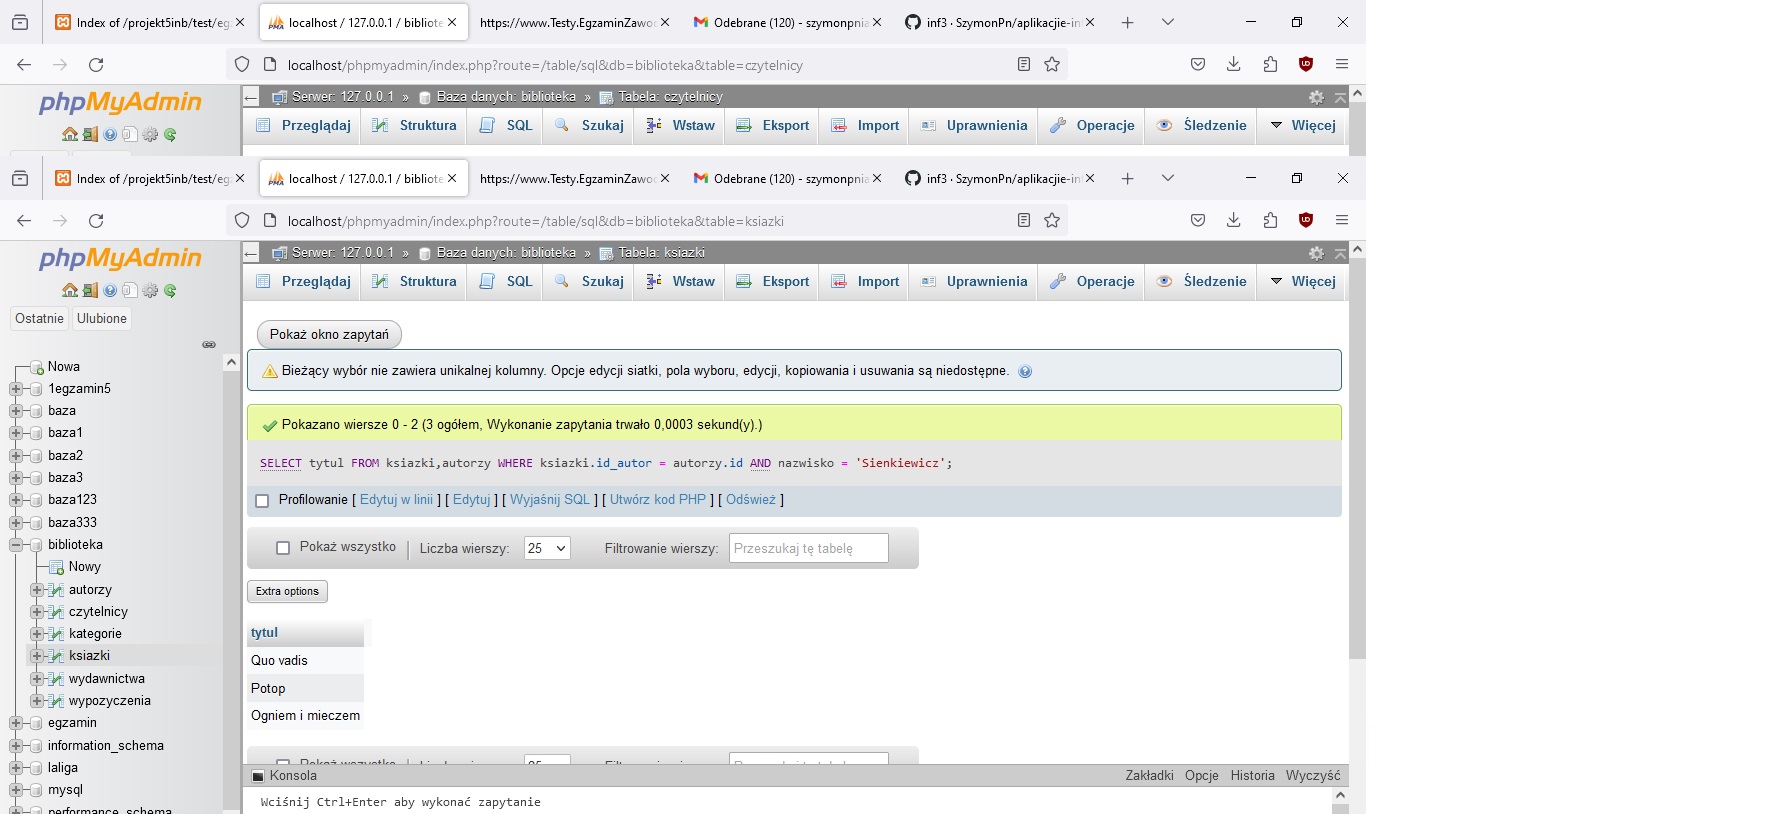 Index of /projekt5inb/test/eg
localhost / 127.0.0.1 / bibliote
https://www.Testy.EgzaminZawoc
Odebrane (120) - szymonpnia
inf3 · SzymonPn/aplikacjie-in
localhost/phpmyadmin/index.php?route=/table/sql&db=biblioteka&table=czytelnicy
phpMyAdmin
Serwer: 127.0.0.1 » Baza danych: biblioteka » Tabela: czytelnicy
Przeglądaj Struktura SQL Szukaj Wstaw Eksport Import Uprawnienia Operacje Śledzenie Więcej
Index of /projekt5inb/test/eg
localhost / 127.0.0.1 / bibliote
https://www.Testy.EgzaminZawoc
Odebrane (120) - szymonpnia
inf3 · SzymonPn/aplikacjie-in
localhost/phpmyadmin/index.php?route=/table/sql&db=biblioteka&table=ksiazki
phpMyAdmin
Serwer: 127.0.0.1 » Baza danych: biblioteka » Tabela: ksiazki
Przeglądaj Struktura SQL Szukaj Wstaw Eksport Import Uprawnienia Operacje Śledzenie Więcej
Ostatnie Ulubione
Nowa
1egzamin5
baza
baza1
baza2
baza3
baza123
baza333
biblioteka
Nowy
autorzy
czytelnicy
kategorie
ksiazki
wydawnictwa
wypozyczenia
egzamin
information_schema
laliga
mysql
performance_schema
Pokaż okno zapytań
Bieżący wybór nie zawiera unikalnej kolumny. Opcje edycji siatki, pola wyboru, edycji, kopiowania i usuwania są niedostępne.
Pokazano wiersze 0 - 2 (3 ogółem, Wykonanie zapytania trwało 0,0003 sekund(y).)
SELECT tytul FROM ksiazki,autorzy WHERE ksiazki.id_autor = autorzy.id AND nazwisko = 'Sienkiewicz';
Profilowanie [ Edytuj w linii ] [ Edytuj ] [ Wyjaśnij SQL ] [ Utwórz kod PHP ] [ Odśwież ]
Pokaż wszystko | Liczba wierszy: 25 Filtrowanie wierszy: Przeszukaj tę tabelę
Extra options
tytul
Quo vadis
Potop
Ogniem i mieczem
Pokaż wszystko
Konsola Zakładki Opcje Historia Wyczyść
Wciśnij Ctrl+Enter aby wykonać zapytanie